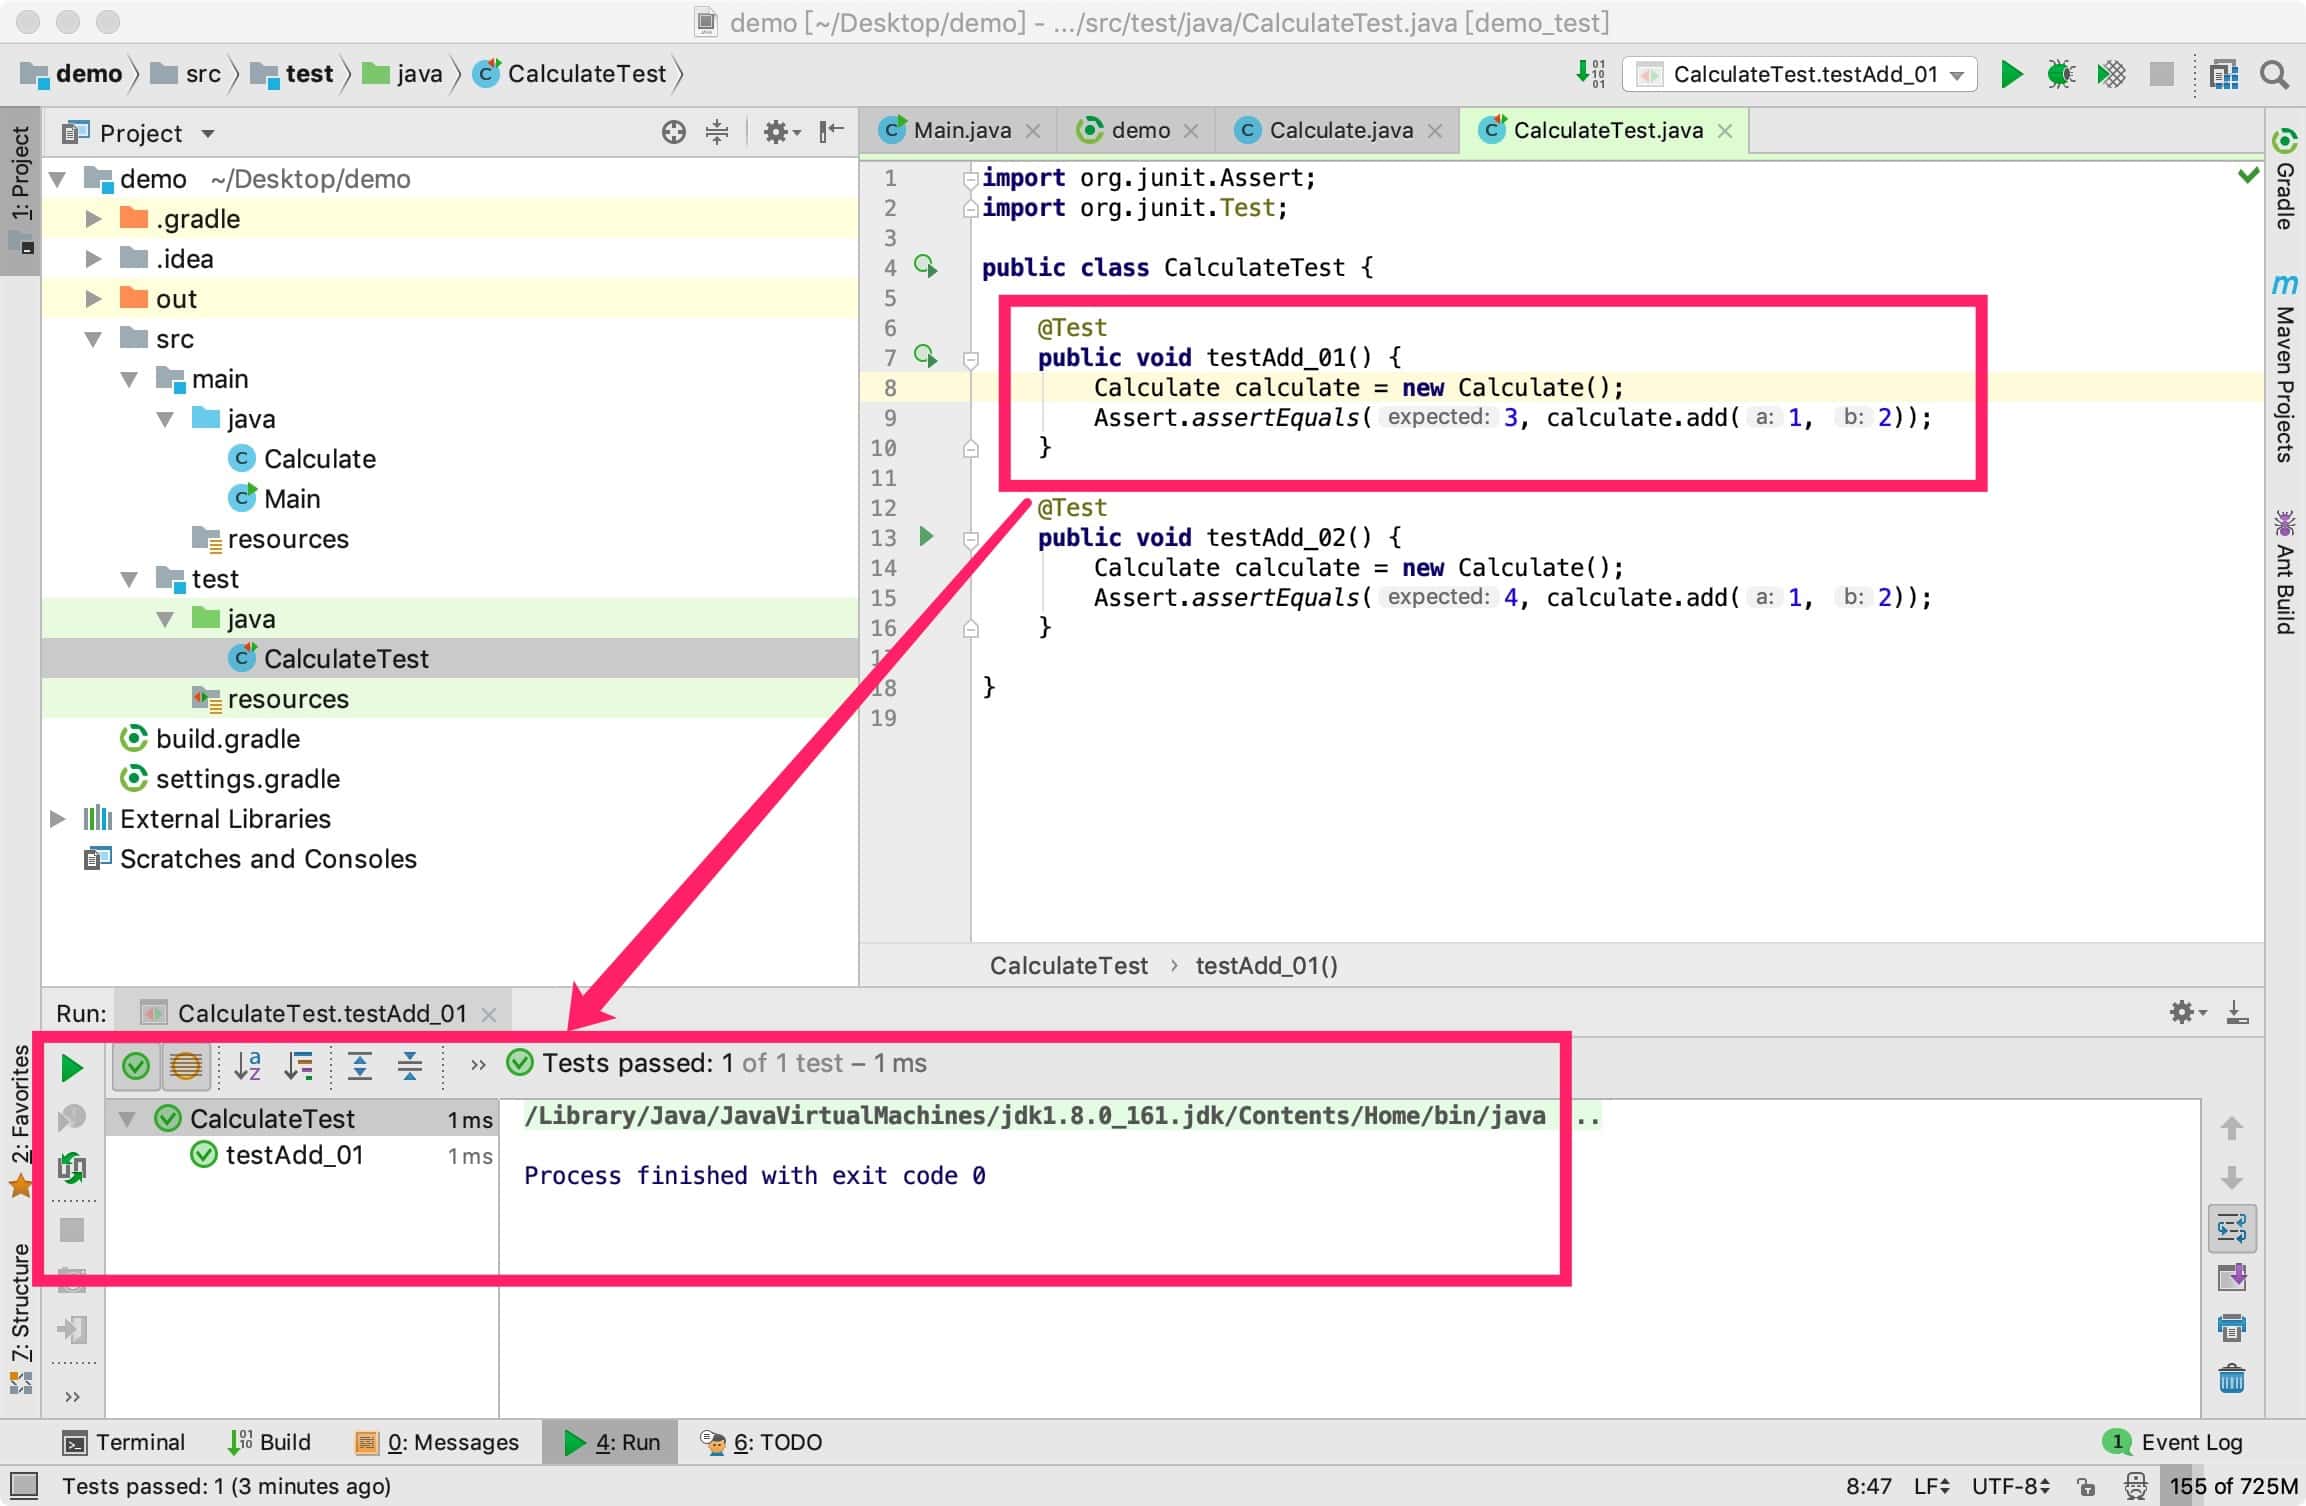 demo [~/Desktop/demo] - .../src/test/java/CalculateTest.java [demo_test]
demo src test java CalculateTest
CalculateTest.testAdd_01
1: Project
Project
Main.java
demo
Calculate.java
CalculateTest.java
demo ~/Desktop/demo
.gradle
.idea
out
src
main
java
Calculate
Main
resources
test
java
CalculateTest
resources
build.gradle
settings.gradle
External Libraries
Scratches and Consoles
1 import org.junit.Assert;
2 import org.junit.Test;
3
4 public class CalculateTest {
5
6 @Test
7 public void testAdd_01() {
8 Calculate calculate = new Calculate();
9 Assert.assertEquals( expected: 3, calculate.add( a: 1, b: 2));
10 }
11
12 @Test
13 public void testAdd_02() {
14 Calculate calculate = new Calculate();
15 Assert.assertEquals( expected: 4, calculate.add( a: 1, b: 2));
16 }
17
18 }
19
CalculateTest › testAdd_01()
Gradle
Maven Projects
Ant Build
Run: CalculateTest.testAdd_01
2: Favorites
7: Structure
» Tests passed: 1 of 1 test – 1 ms
CalculateTest 1 ms
testAdd_01 1 ms
/Library/Java/JavaVirtualMachines/jdk1.8.0_161.jdk/Contents/Home/bin/java ..
Process finished with exit code 0
»
Terminal
Build
0: Messages
4: Run
6: TODO
1 Event Log
Tests passed: 1 (3 minutes ago)
8:47 LF UTF-8 155 of 725M